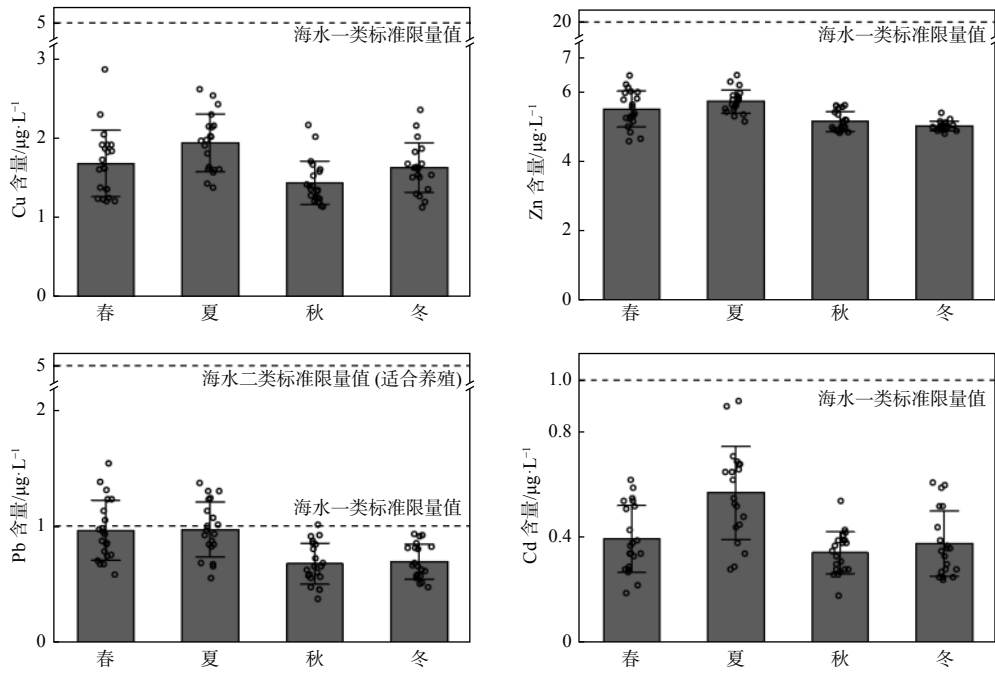 5
海水一类标准限量值
3
2
1
0
Cu 含量/μg·L⁻¹
春 夏 秋 冬
20
海水一类标准限量值
7
6
4
2
0
Zn 含量/μg·L⁻¹
春 夏 秋 冬
5
海水二类标准限量值 (适合养殖)
2
海水一类标准限量值
1
0
Pb 含量/μg·L⁻¹
春 夏 秋 冬
1.0
海水一类标准限量值
0.8
0.4
0
Cd 含量/μg·L⁻¹
春 夏 秋 冬